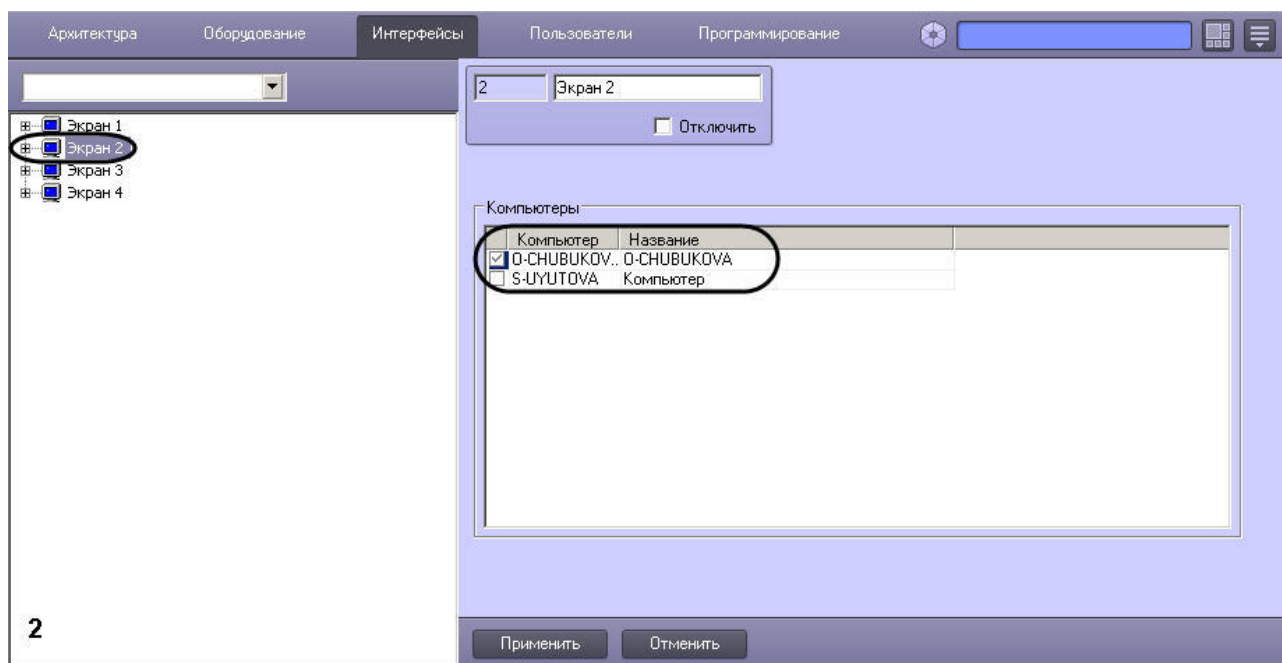 Архитектура Оборудование Интерфейсы Пользователи Программирование
2 Экран 2
Отключить
Экран 1
Экран 2
Экран 3
Экран 4
Компьютеры
Компьютер Название
O-CHUBUKOV.. O-CHUBUKOVA
S-UYUTOVA Компьютер
2
Применить Отменить